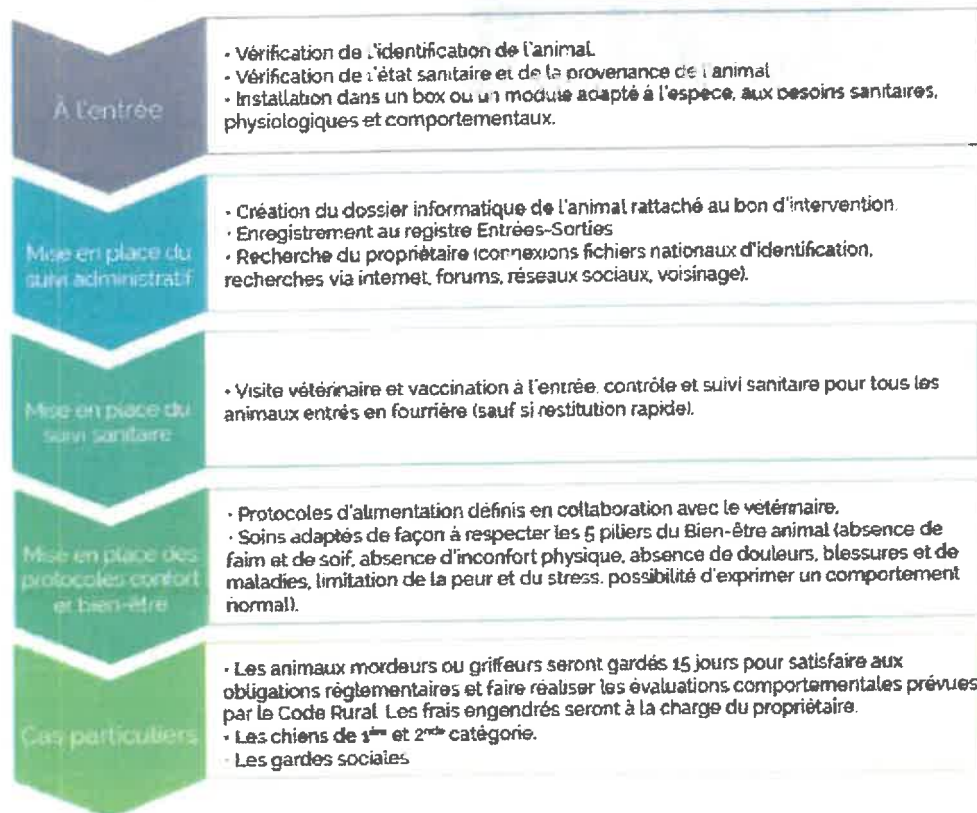 À l'entrée
• Vérification de l'identification de l'animal.
• Vérification de l'état sanitaire et de la provenance de l'animal
• Installation dans un box ou un module adapté à l'espèce, aux besoins sanitaires,
physiologiques et comportementaux.
Mise en place du
suivi administratif
• Création du dossier informatique de l'animal rattaché au bon d'intervention.
• Enregistrement au registre Entrées-Sorties
• Recherche du propriétaire (connexions fichiers nationaux d'identification,
recherches via internet, forums, réseaux sociaux, voisinage).
Mise en place du
suivi sanitaire
• Visite vétérinaire et vaccination à l'entrée, contrôle et suivi sanitaire pour tous les
animaux entrés en fourrière (sauf si restitution rapide).
Mise en place des
protocoles confort
et bien-être
• Protocoles d'alimentation définis en collaboration avec le vétérinaire.
• Soins adaptés de façon à respecter les 5 piliers du Bien-être animal (absence de
faim et de soif, absence d'inconfort physique, absence de douleurs, blessures et de
maladies, limitation de la peur et du stress, possibilité d'exprimer un comportement
normal).
Cas particuliers
• Les animaux mordeurs ou griffeurs seront gardés 15 jours pour satisfaire aux
obligations réglementaires et faire réaliser les évaluations comportementales prévues
par le Code Rural. Les frais engendrés seront à la charge du propriétaire.
• Les chiens de 1ère et 2nde catégorie.
• Les gardes sociales